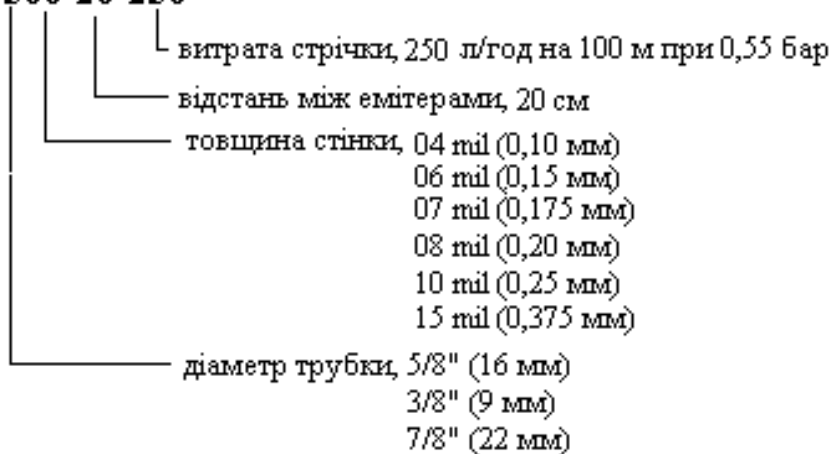 витрата стрічки, 250 л/год на 100 м при 0,55 бар
відстань між емітерами, 20 см
товщина стінки, 04 mil (0,10 мм)
06 mil (0,15 мм)
07 mil (0,175 мм)
08 mil (0,20 мм)
10 mil (0,25 мм)
15 mil (0,375 мм)
діаметр трубки, 5/8" (16 мм)
3/8" (9 мм)
7/8" (22 мм)